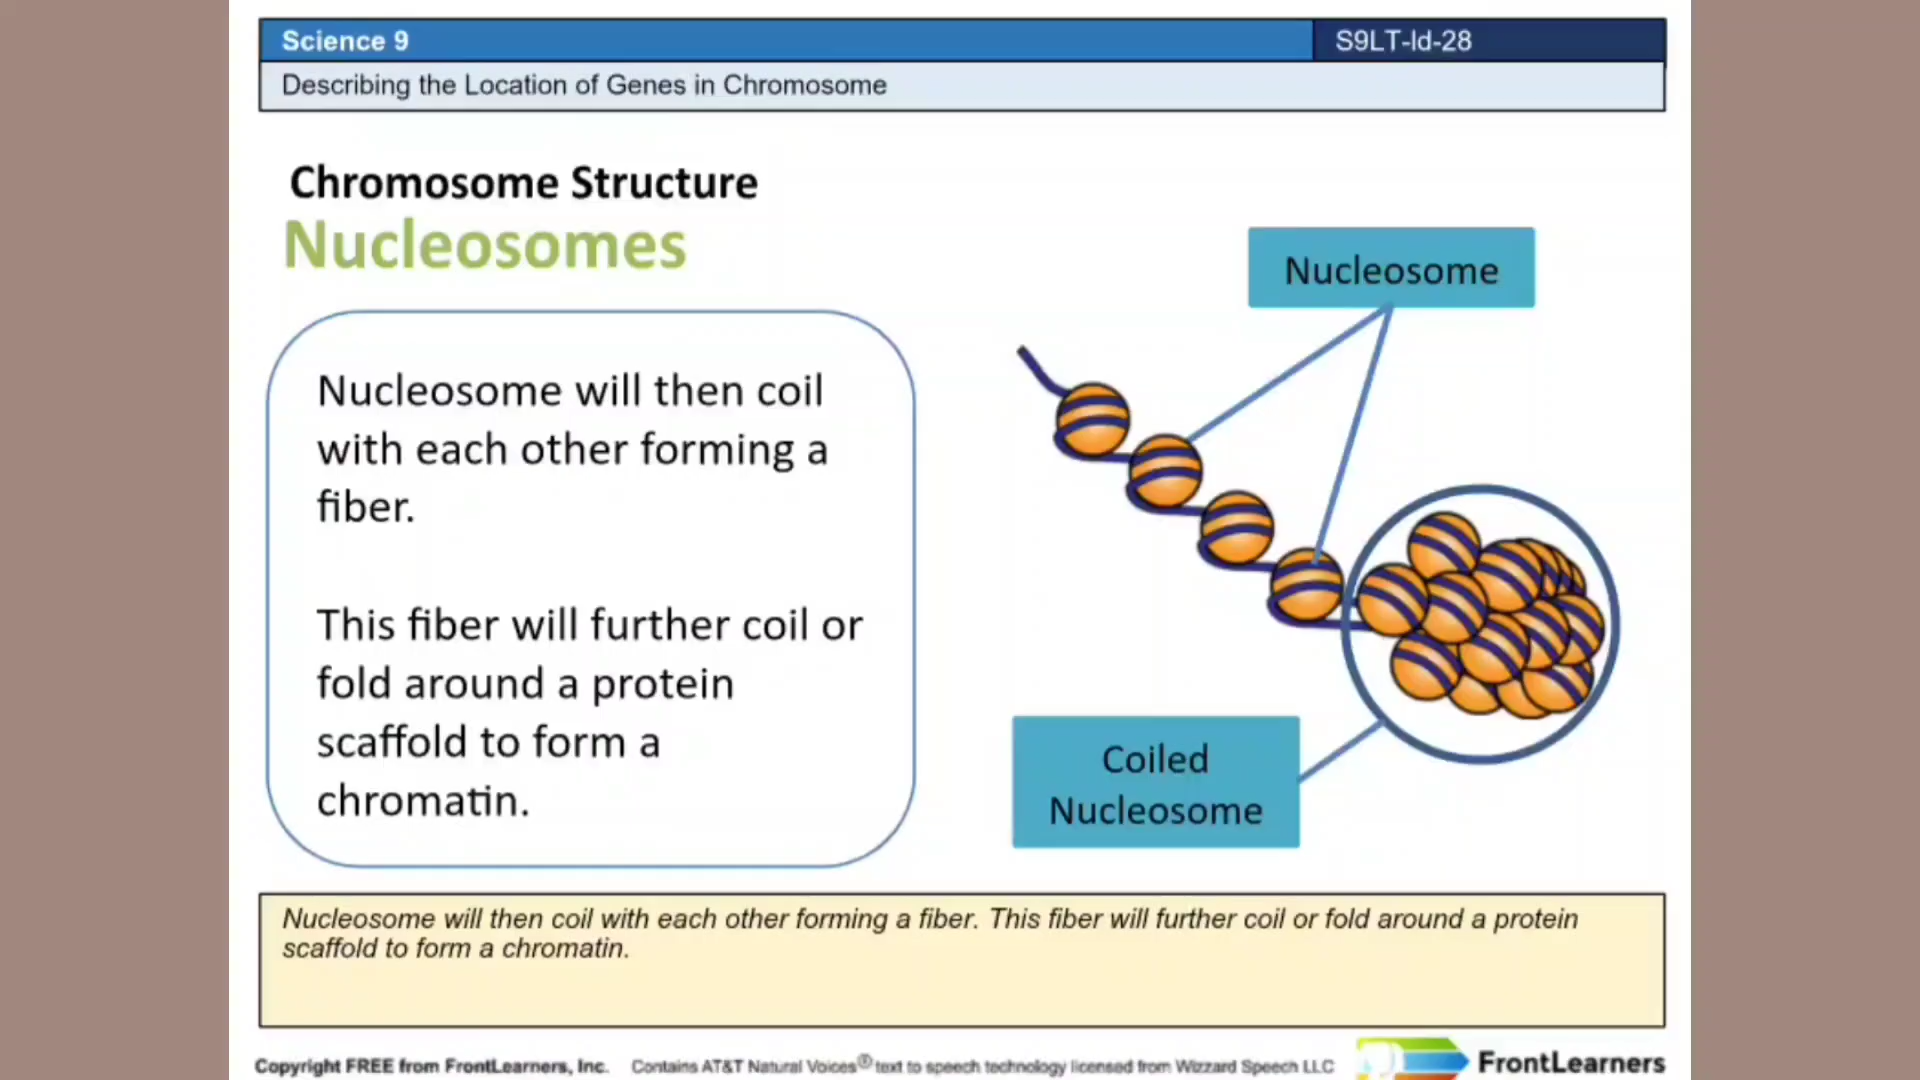 Science 9
S9LT-Id-28
Describing the Location of Genes in Chromosome
Chromosome Structure
Nucleosomes
Nucleosome will then coil
with each other forming a
fiber.
This fiber will further coil or
fold around a protein
scaffold to form a
chromatin.
Nucleosome
Coiled
Nucleosome
Nucleosome will then coil with each other forming a fiber. This fiber will further coil or fold around a protein
scaffold to form a chromatin.
Copyright FREE from FrontLearners, Inc. Contains AT&T Natural Voices® text to speech technology licensed from Wizzard Speech LLC
FrontLearners